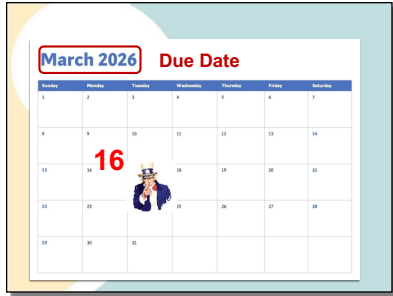 March 2026 Due Date
Sunday Monday Tuesday Wednesday Thursday Friday Saturday
1 2 3 4 5 6 7
8 9 10 11 12 13 14
16
15 16 18 19 20 21
22 23 25 26 27 28
29 30 31